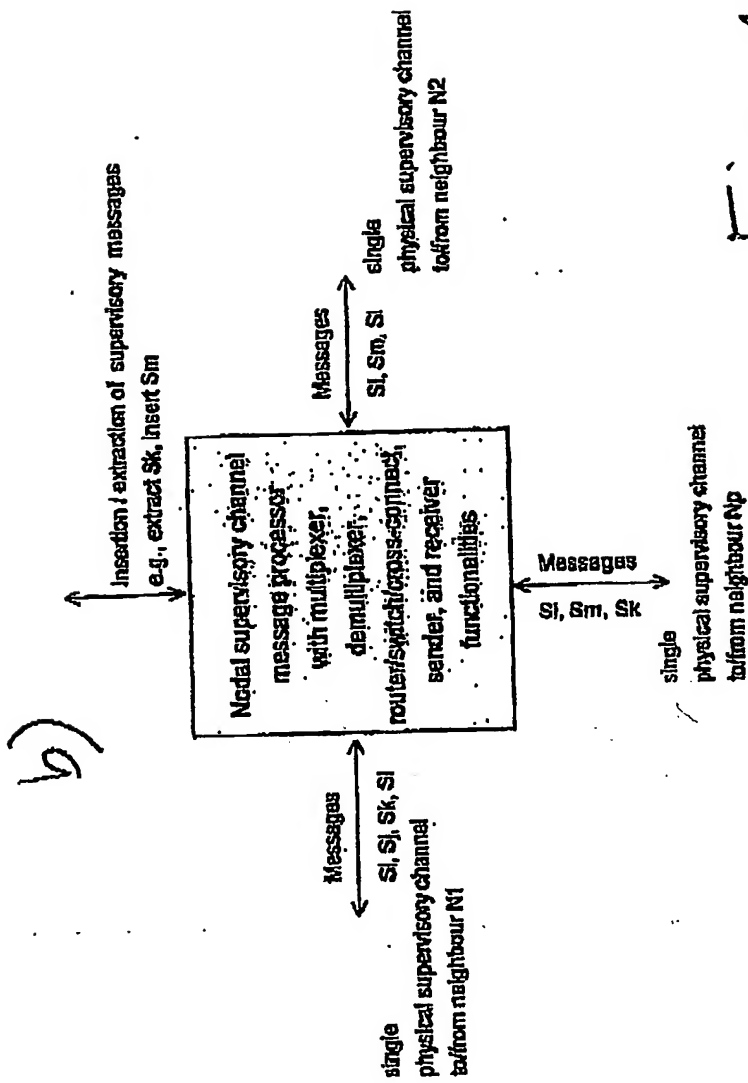 Insertion / extraction of supervisory messages
e.g., extract Sk, Insert Sm
Nodal supervisory channel
message processor
with multiplexer,
demultiplexer,
router/switch/cross-connect,
sender, and receiver
functionalities
Messages
Si, Sj, Sk, Sl
single
physical supervisory channel
to/from neighbour N1
Messages
Sl, Sm, Si
single
physical supervisory channel
to/from neighbour N2
Messages
Sj, Sm, Sk
single
physical supervisory channel
to/from neighbour Np